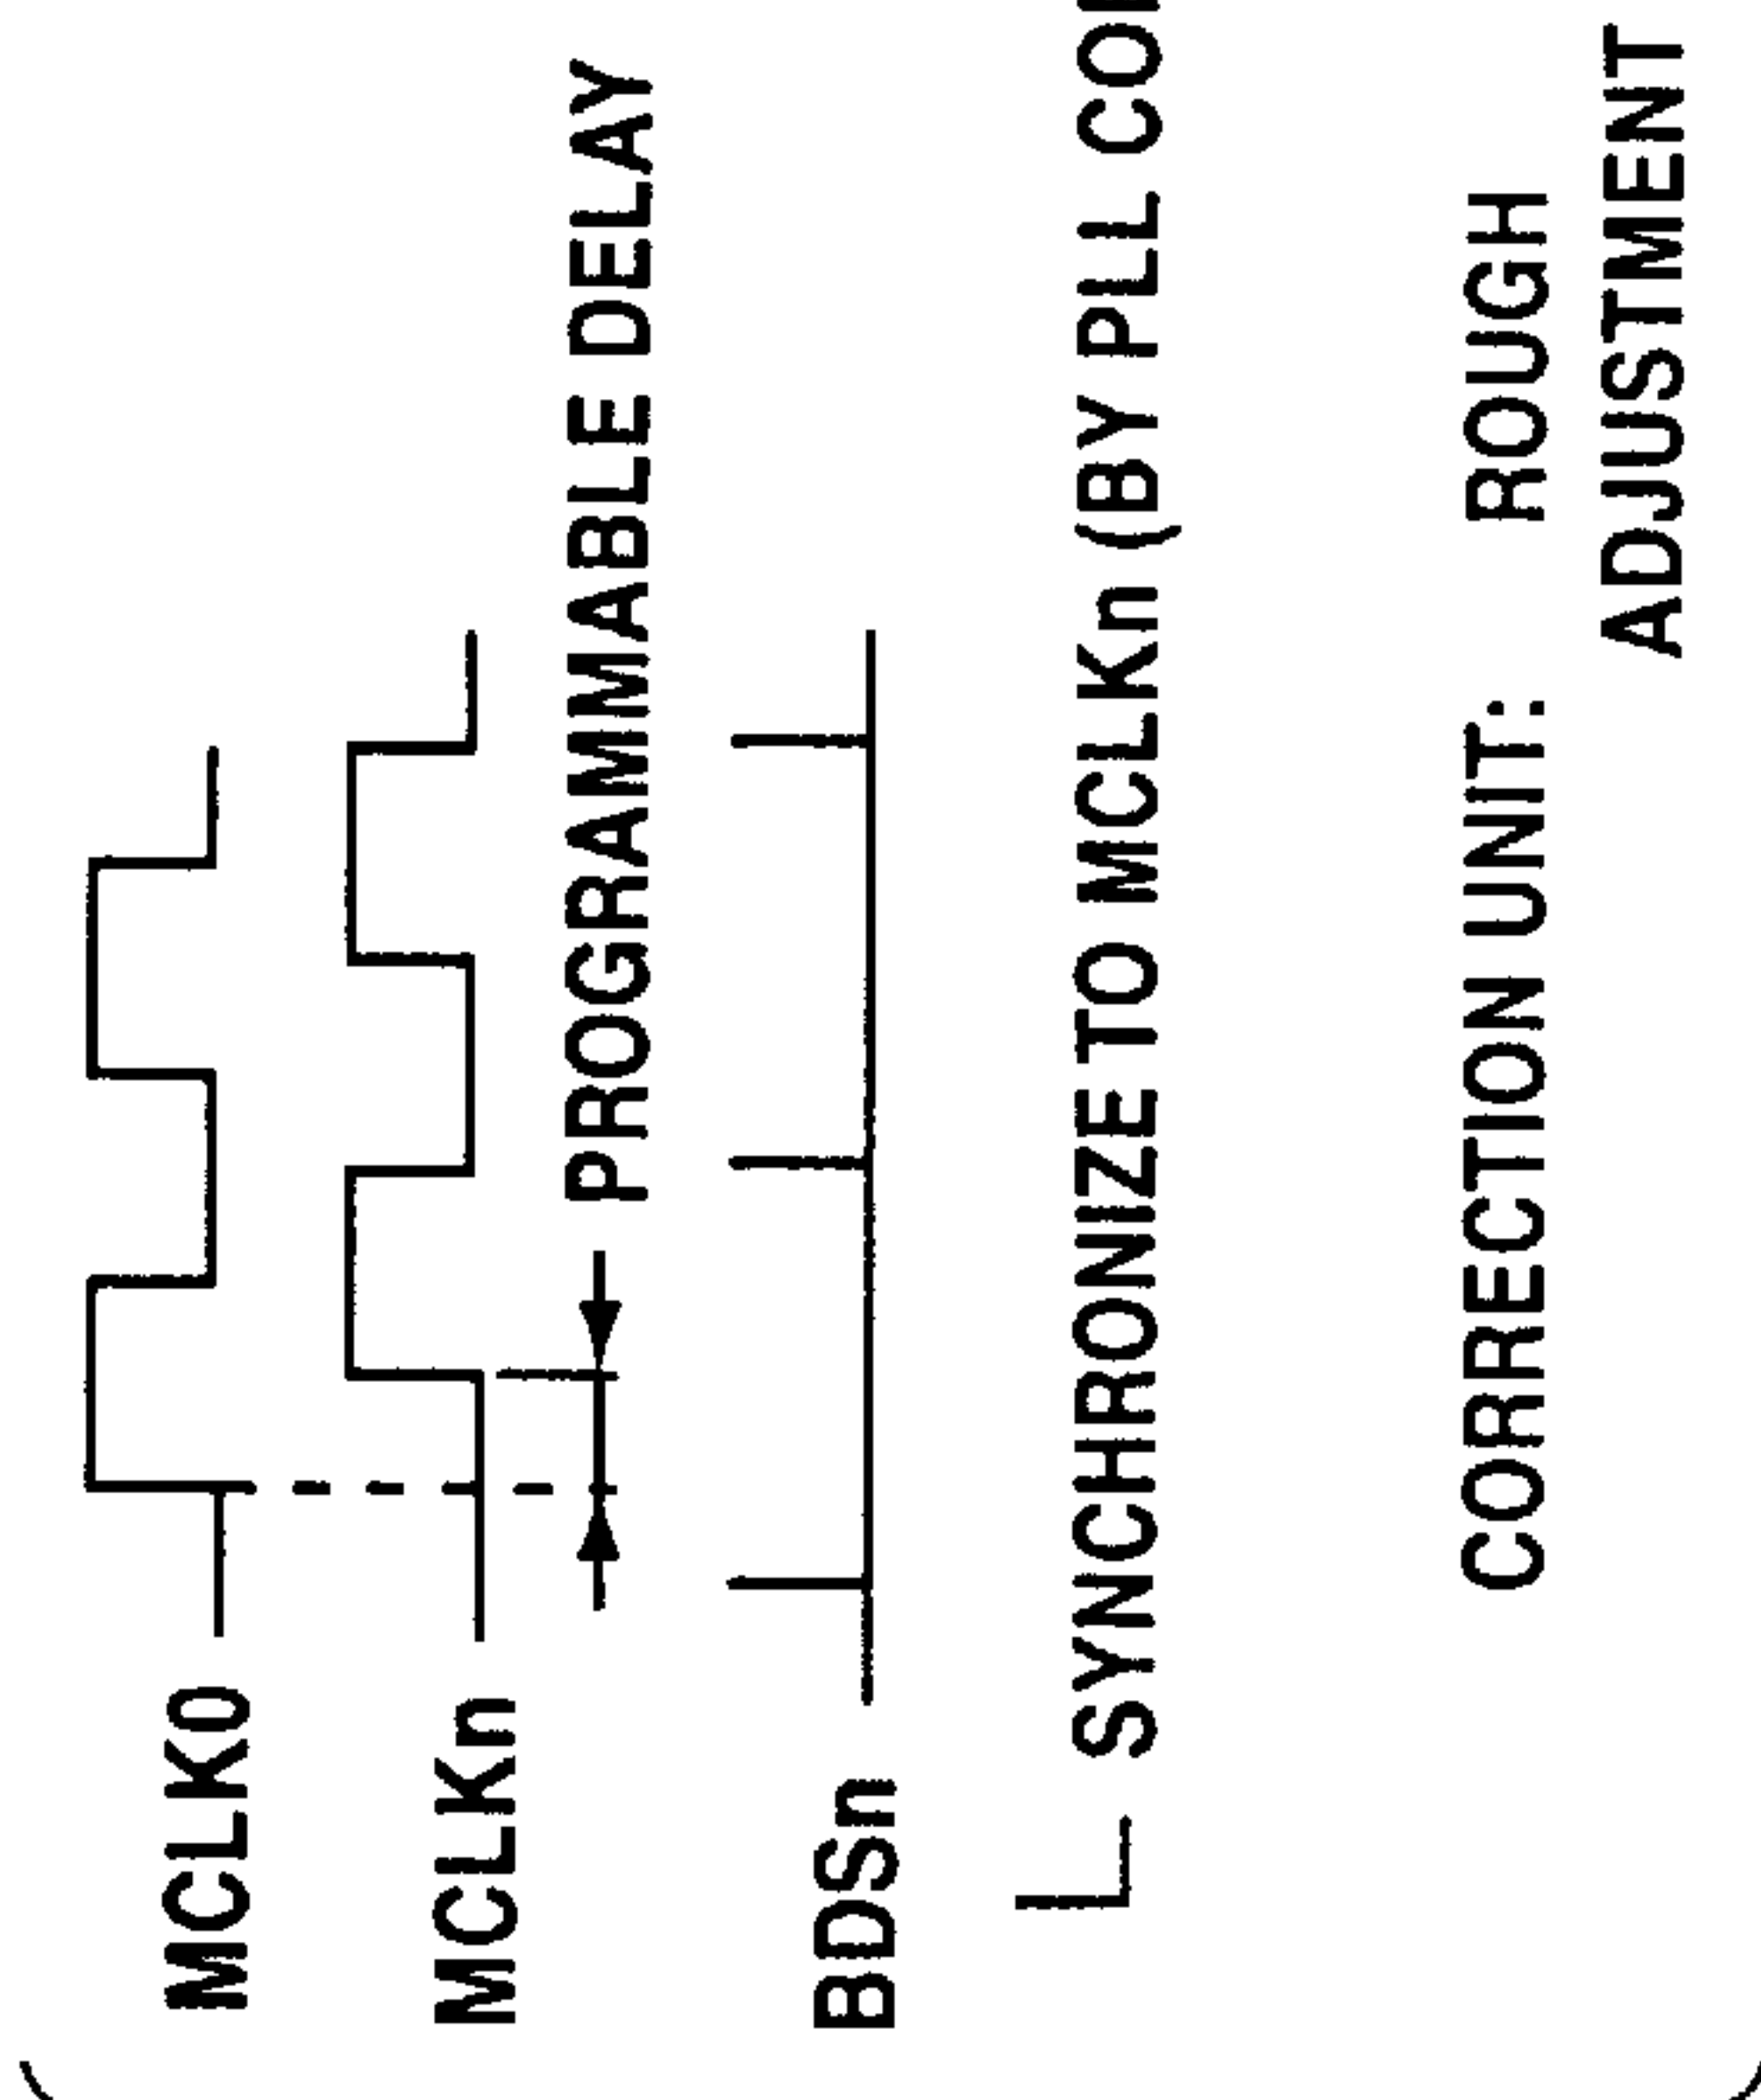 MCLK0
MCLKn
PROGRAMMABLE DELAY
BDSn
SYNCHRONIZE TO MCLKn (BY PLL
CORRECTION UNIT: ROUGH
ADJUSTMENT